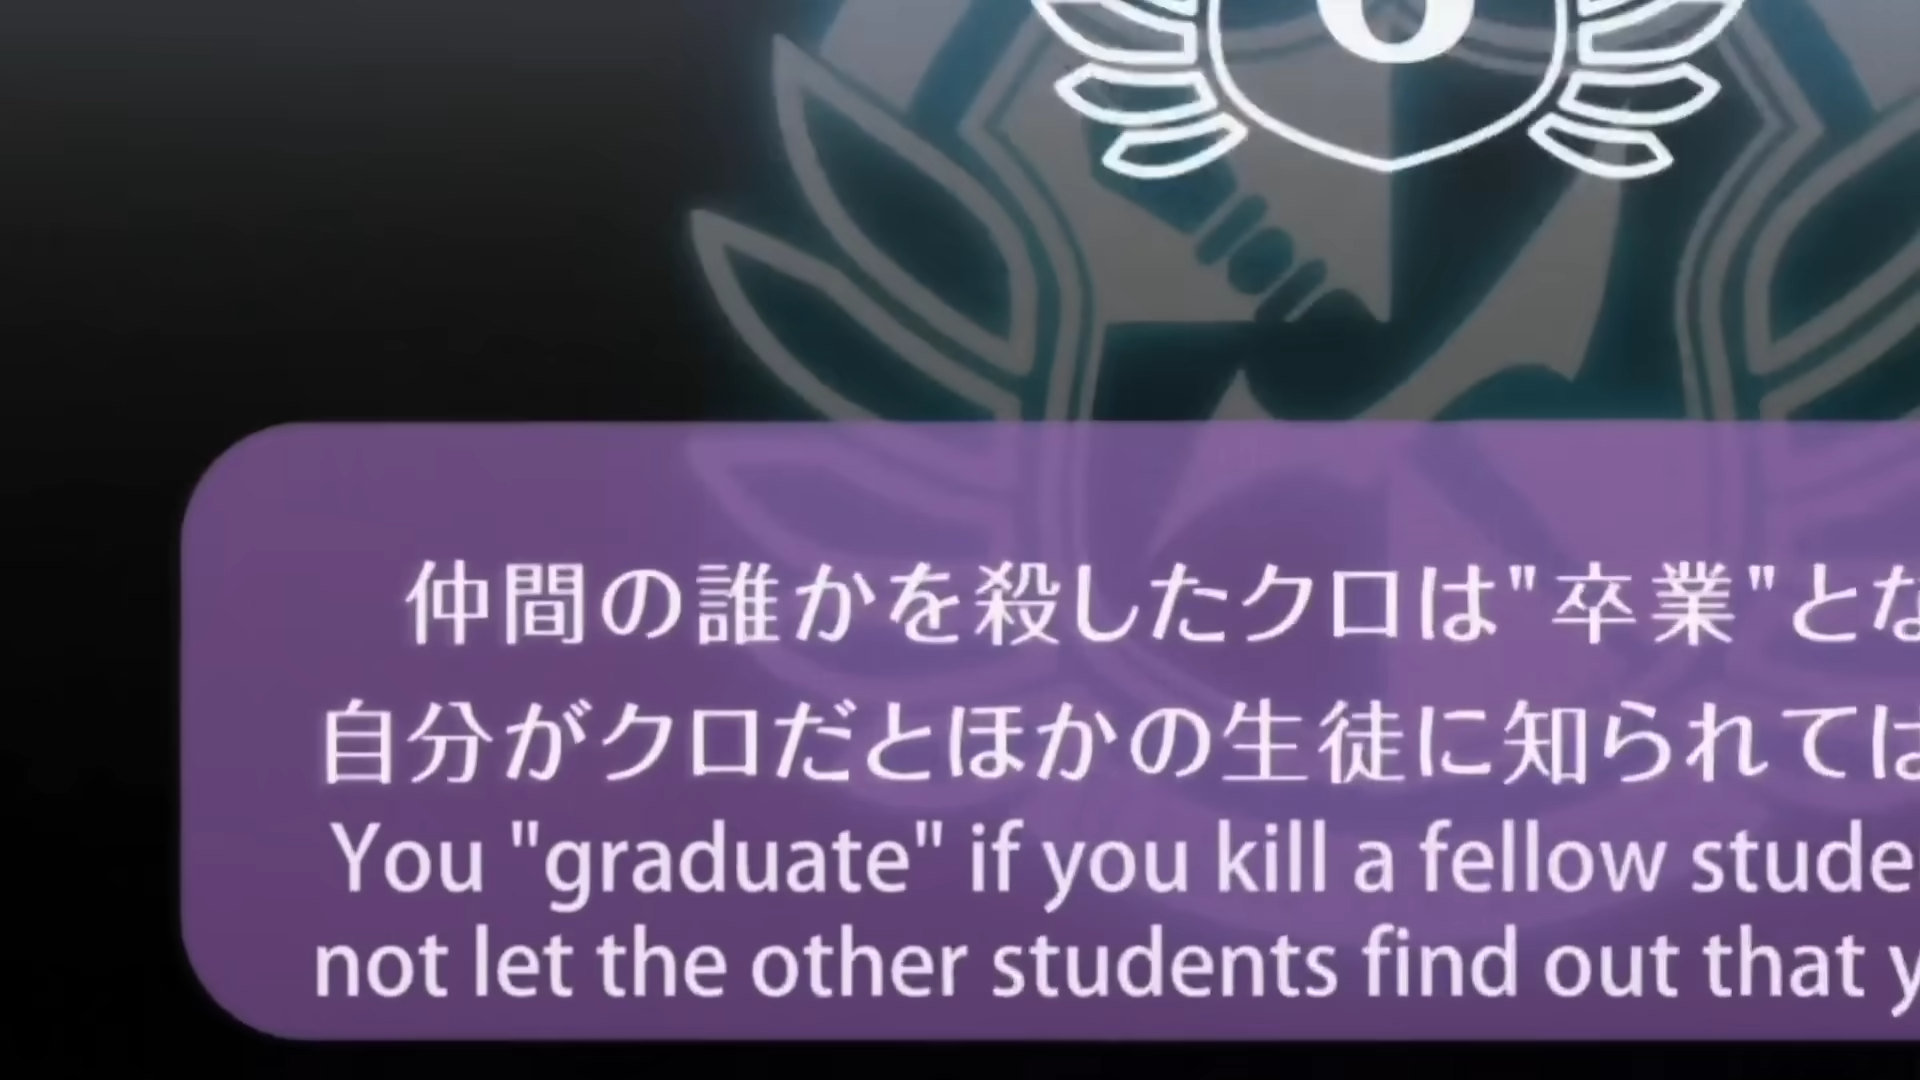 仲間の誰かを殺したクロは"卒業"とな
自分がクロだとほかの生徒に知られては
You "graduate" if you kill a fellow stude
not let the other students find out that y